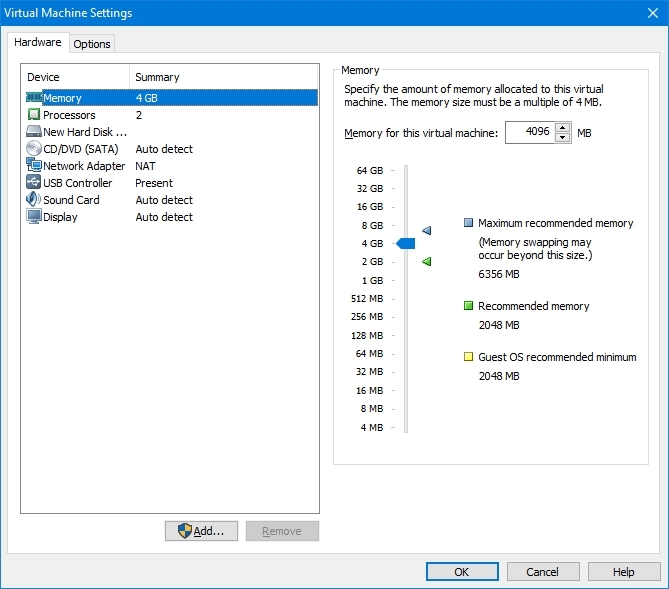 Virtual Machine Settings
Hardware
Options
Device Summary
Memory 4 GB
Processors 2
New Hard Disk ...
CD/DVD (SATA) Auto detect
Network Adapter NAT
USB Controller Present
Sound Card Auto detect
Display Auto detect
Add...
Remove
Memory
Specify the amount of memory allocated to this virtual
machine. The memory size must be a multiple of 4 MB.
Memory for this virtual machine: 4096 MB
64 GB
32 GB
16 GB
8 GB
4 GB
2 GB
1 GB
512 MB
256 MB
128 MB
64 MB
32 MB
16 MB
8 MB
4 MB
Maximum recommended memory
(Memory swapping may
occur beyond this size.)
6356 MB
Recommended memory
2048 MB
Guest OS recommended minimum
2048 MB
OK
Cancel
Help